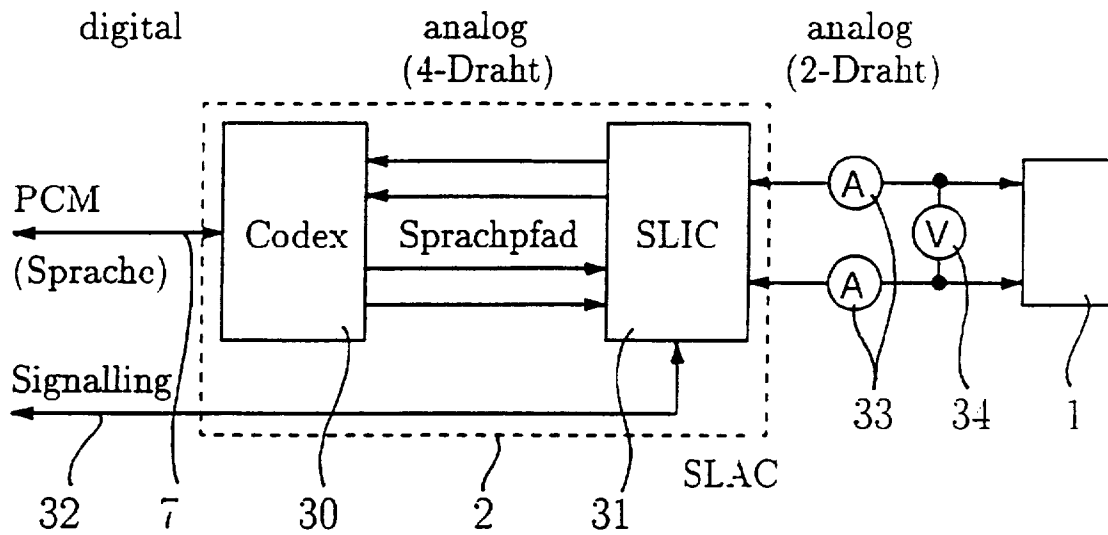 digital
analog
(4-Draht)
analog
(2-Draht)
PCM
(Sprache)
Codex
Sprachpfad
SLIC
A
A
V
Signalling
SLAC
32
7
30
2
31
33
34
1